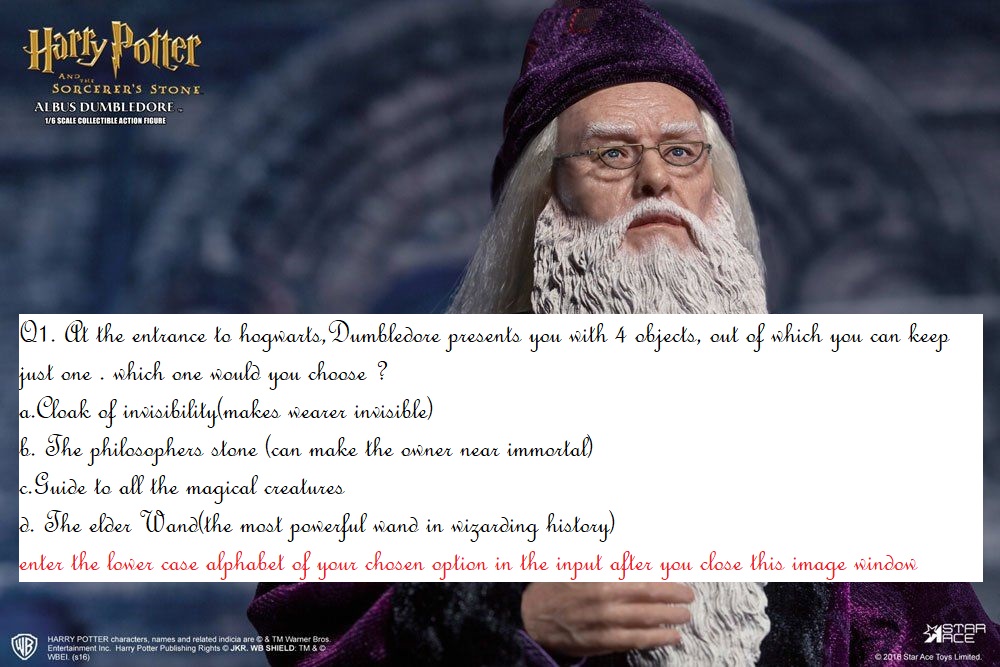 Harry Potter
AND THE
SORCERER'S STONE
ALBUS DUMBLEDORE™
1/6 SCALE COLLECTIBLE ACTION FIGURE
Q1. At the entrance to hogwarts,Dumbledore presents you with 4 objects, out of which you can keep
just one . which one would you choose ?
a.Cloak of invisibility(makes wearer invisible)
b. The philosophers stone (can make the owner near immortal)
c.Guide to all the magical creatures
d. The elder Wand(the most powerful wand in wizarding history)
enter the lower case alphabet of your chosen option in the input after you close this image window
WB
HARRY POTTER characters, names and related indicia are © & TM Warner Bros.
Entertainment Inc. Harry Potter Publishing Rights © JKR. WB SHIELD: TM & ©
WBEI. (s16)
STAR
ACE
© 2016 Star Ace Toys Limited.